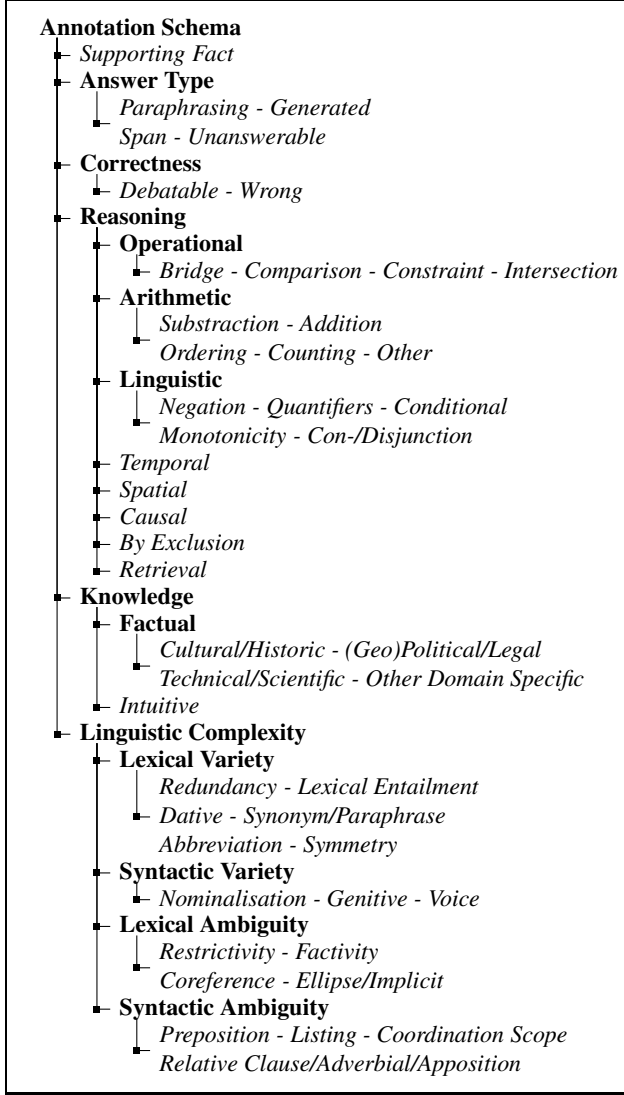 Annotation Schema
Supporting Fact
Answer Type
Paraphrasing - Generated
Span - Unanswerable
Correctness
Debatable - Wrong
Reasoning
Operational
Bridge - Comparison - Constraint - Intersection
Arithmetic
Substraction - Addition
Ordering - Counting - Other
Linguistic
Negation - Quantifiers - Conditional
Monotonicity - Con-/Disjunction
Temporal
Spatial
Causal
By Exclusion
Retrieval
Knowledge
Factual
Cultural/Historic - (Geo)Political/Legal
Technical/Scientific - Other Domain Specific
Intuitive
Linguistic Complexity
Lexical Variety
Redundancy - Lexical Entailment
Dative - Synonym/Paraphrase
Abbreviation - Symmetry
Syntactic Variety
Nominalisation - Genitive - Voice
Lexical Ambiguity
Restrictivity - Factivity
Coreference - Ellipse/Implicit
Syntactic Ambiguity
Preposition - Listing - Coordination Scope
Relative Clause/Adverbial/Apposition